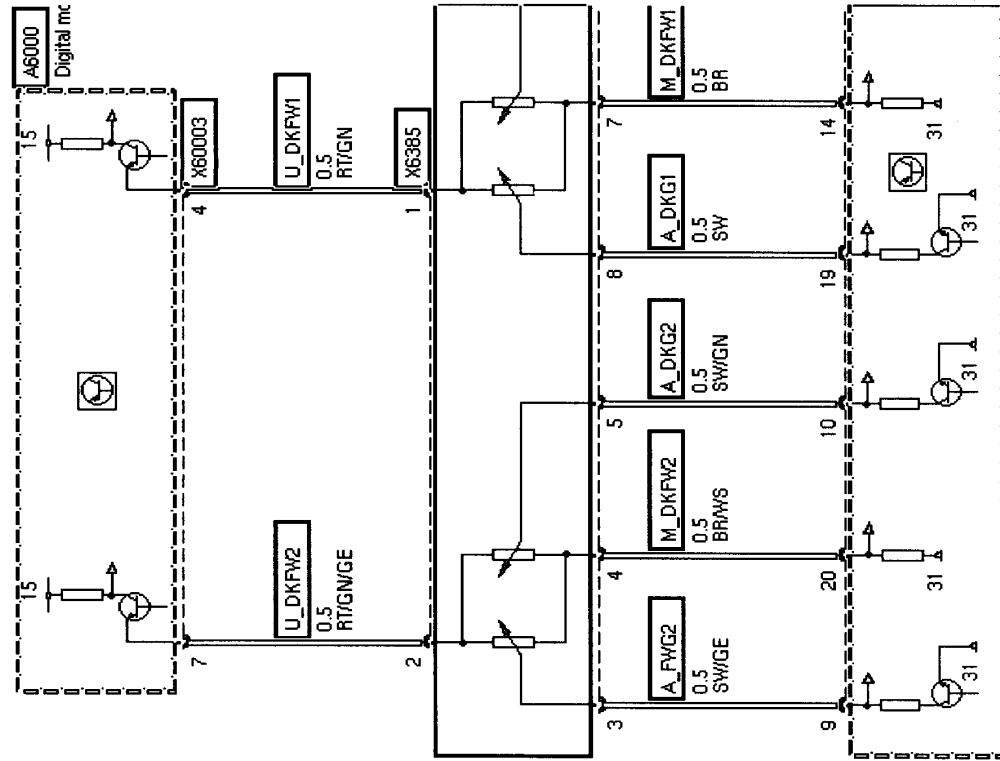 A6000
Digital mo
15
15
X60003
4
7
U_DKFW1
0.5
RT/GN
U_DKFW2
0.5
RT/GN/GE
X6385
1
2
7
8
5
4
3
M_DKFW1
0.5
BR
A_DKG1
0.5
SW
A_DKG2
0.5
SW/GN
M_DKFW2
0.5
BR/WS
A_FWG2
0.5
SW/GE
14
19
10
20
9
31
31
31
31
31